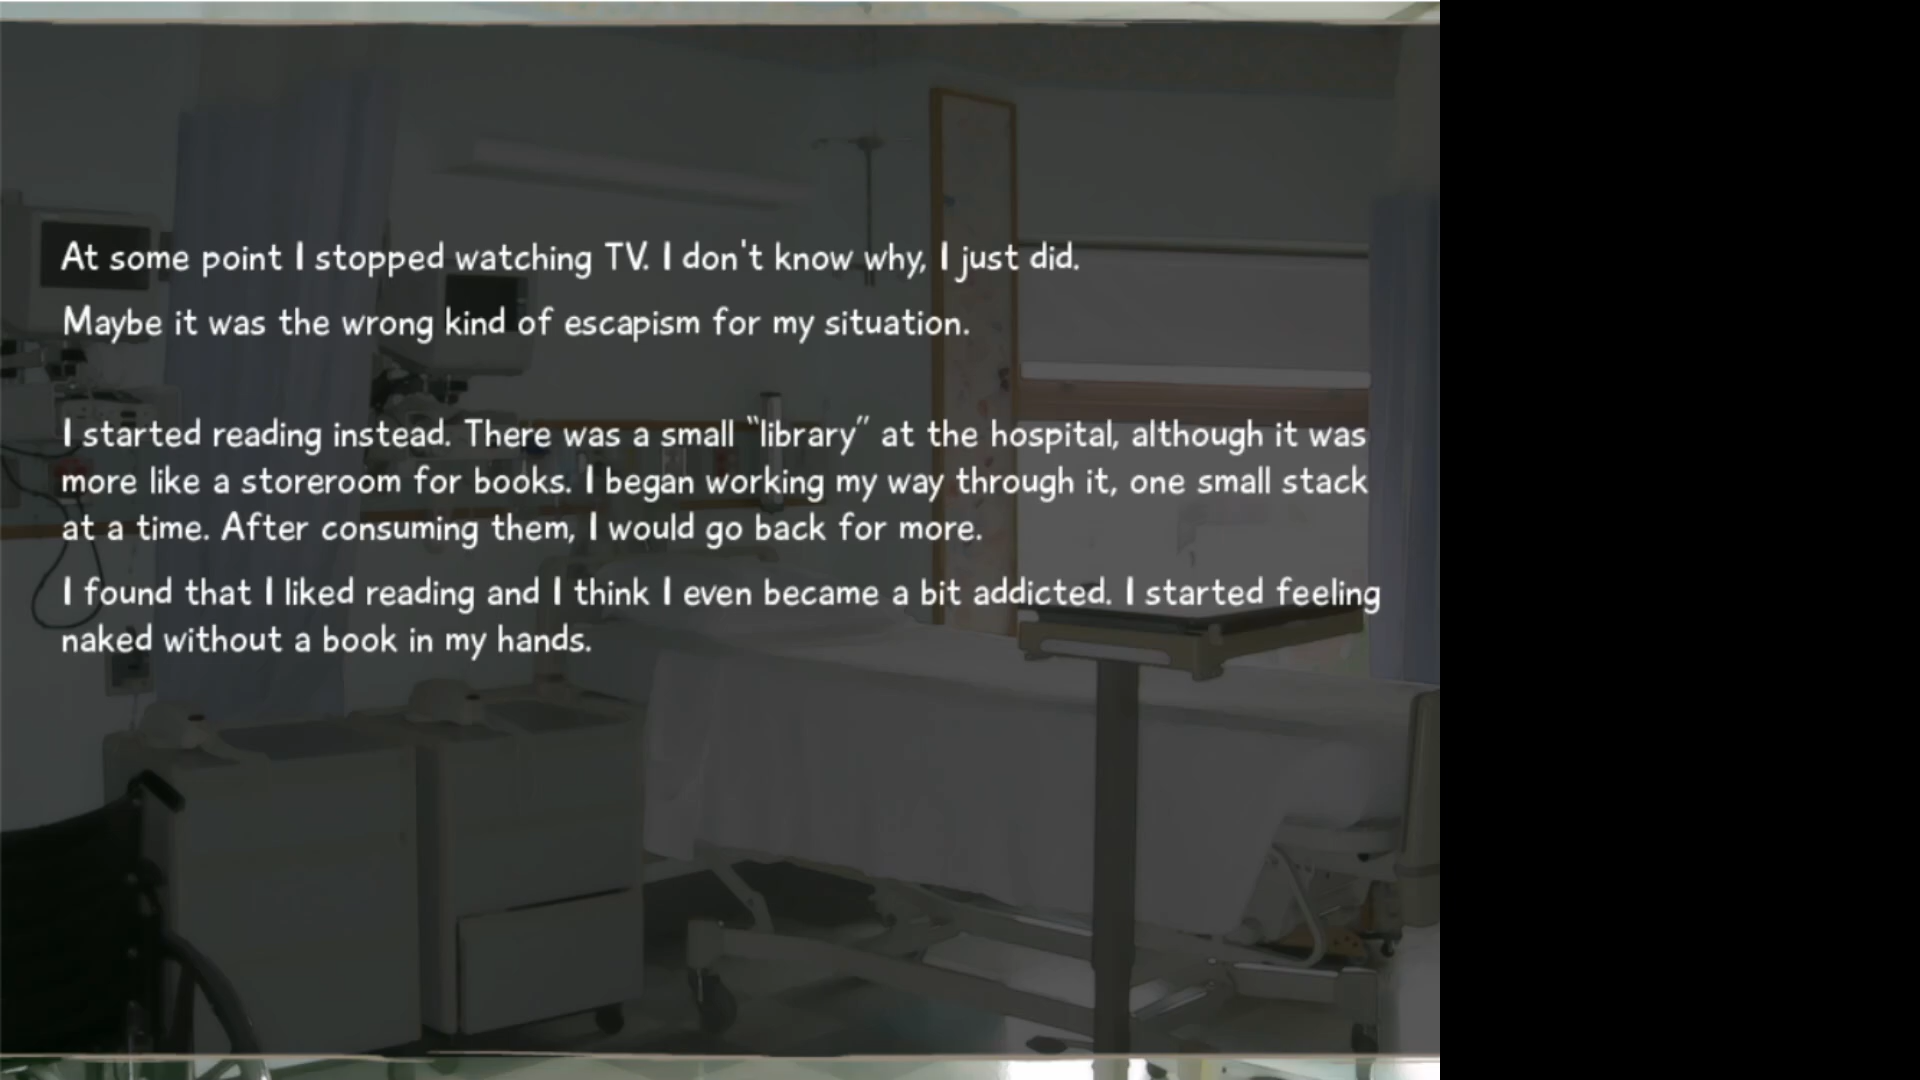 At some point I stopped watching TV. I don't know why, I just did.
Maybe it was the wrong kind of escapism for my situation.
I started reading instead. There was a small “library” at the hospital, although it was
more like a storeroom for books. I began working my way through it, one small stack
at a time. After consuming them, I would go back for more.
I found that I liked reading and I think I even became a bit addicted. I started feeling
naked without a book in my hands.